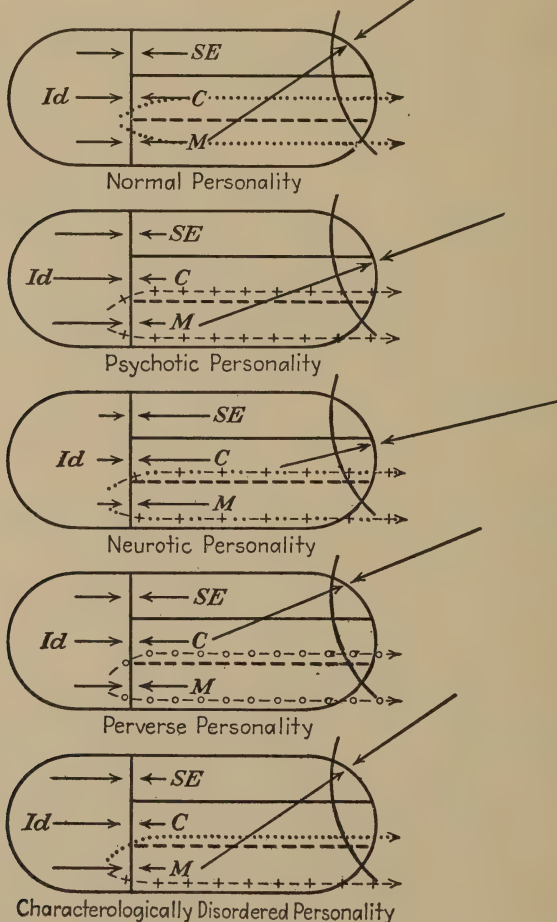 SE
Id C
M
Normal Personality
SE
Id C
M
Psychotic Personality
SE
Id C
M
Neurotic Personality
SE
Id C
M
Perverse Personality
SE
Id C
M
Characterologically Disordered Personality